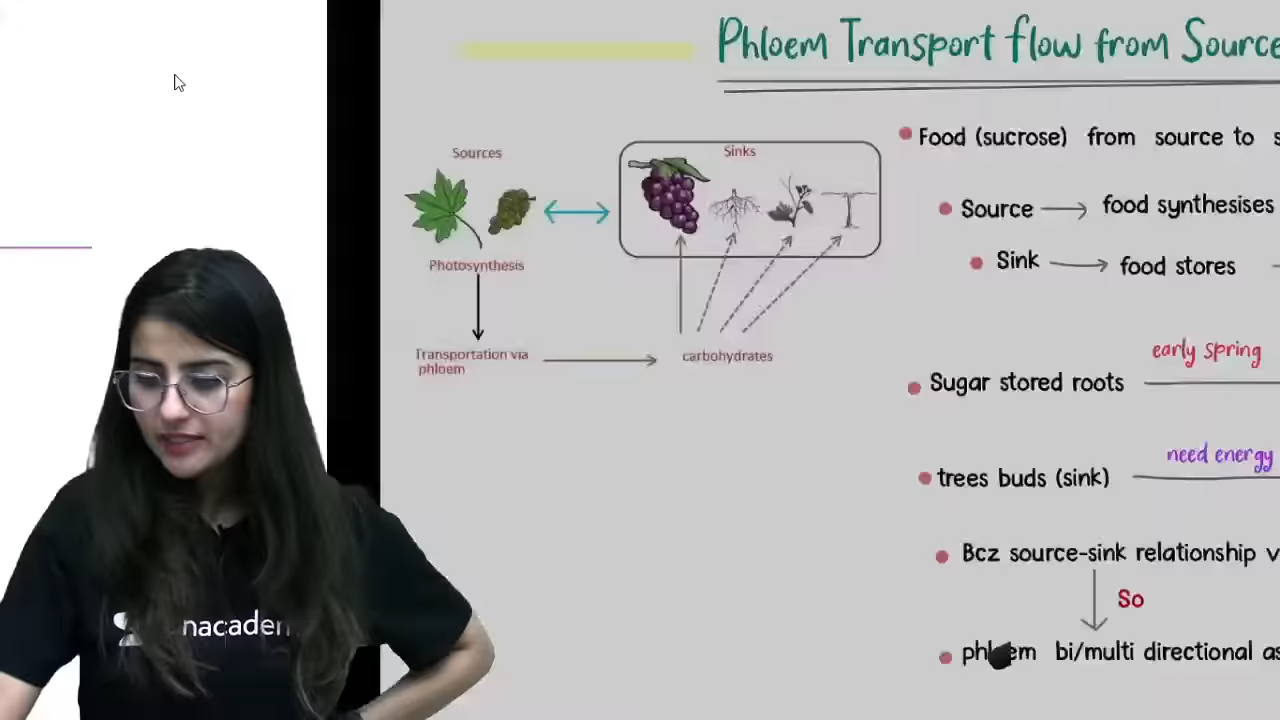 Phloem Transport flow from Source
Sources
Sinks
Photosynthesis
Transportation via
phloem
carbohydrates
Food (sucrose) from source to s
Source → food synthesises
Sink → food stores
early spring
Sugar stored roots
need energy
trees buds (sink)
Bcz source-sink relationship v
So
bi/multi directional as
nacaden